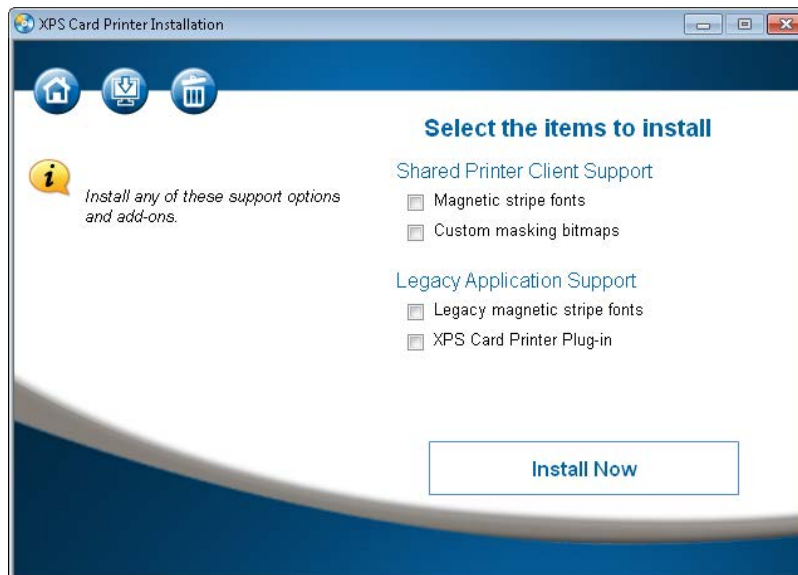 XPS Card Printer Installation
Select the items to install
Install any of these support options
and add-ons.
Shared Printer Client Support
Magnetic stripe fonts
Custom masking bitmaps
Legacy Application Support
Legacy magnetic stripe fonts
XPS Card Printer Plug-in
Install Now